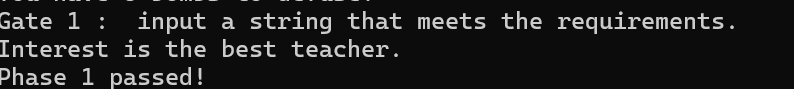 Gate 1 :  input a string that meets the requirements.
Interest is the best teacher.
Phase 1 passed!